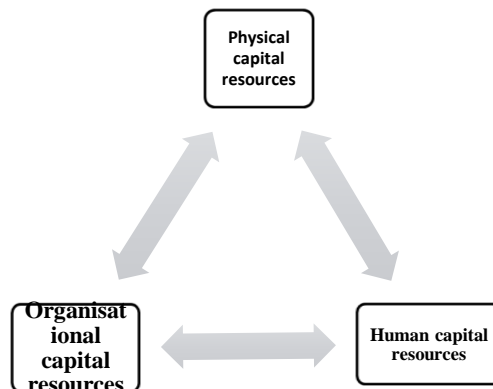 Physical
capital
resources
Organisat
ional
capital
resources
Human capital
resources